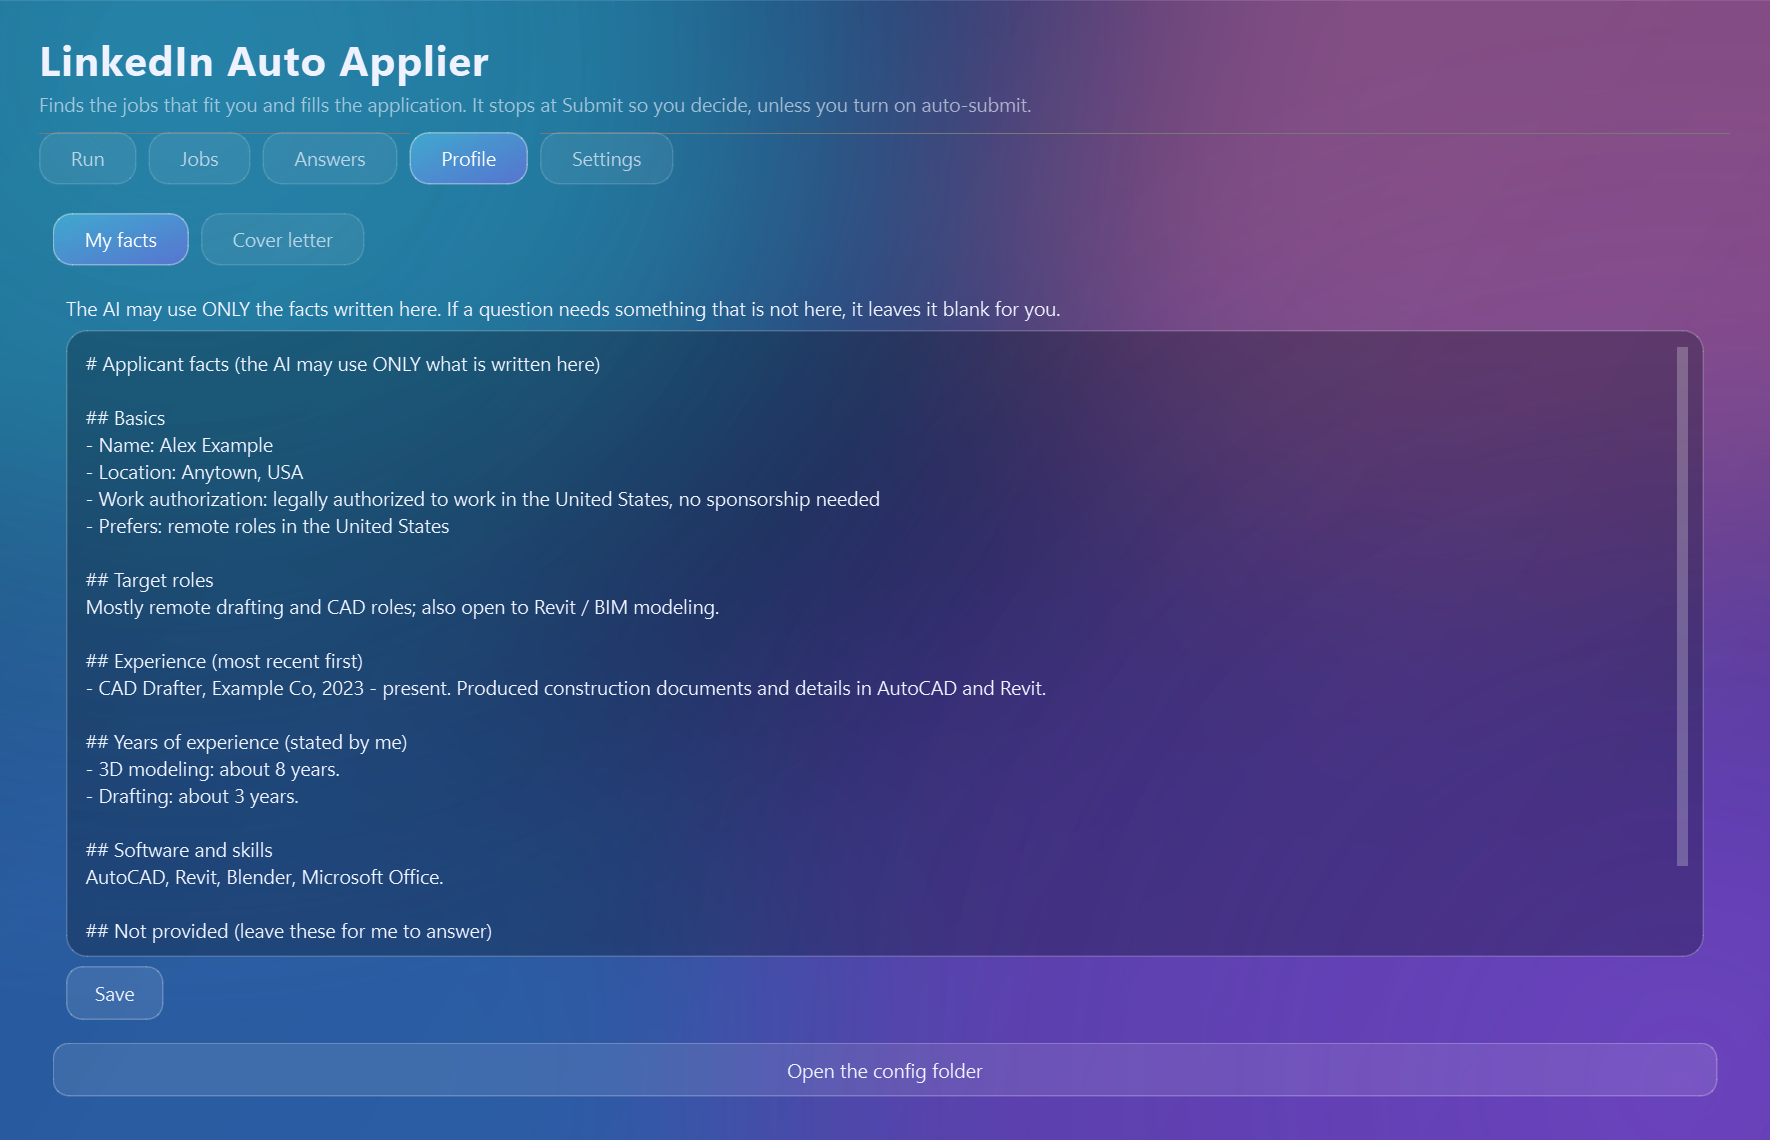 LinkedIn Auto Applier
Finds the jobs that fit you and fills the application. It stops at Submit so you decide, unless you turn on auto-submit.
Run
Jobs
Answers
Profile
Settings
My facts
Cover letter
The AI may use ONLY the facts written here. If a question needs something that is not here, it leaves it blank for you.
# Applicant facts (the AI may use ONLY what is written here)
## Basics
- Name: Alex Example
- Location: Anytown, USA
- Work authorization: legally authorized to work in the United States, no sponsorship needed
- Prefers: remote roles in the United States
## Target roles
Mostly remote drafting and CAD roles; also open to Revit / BIM modeling.
## Experience (most recent first)
- CAD Drafter, Example Co, 2023 - present. Produced construction documents and details in AutoCAD and Revit.
## Years of experience (stated by me)
- 3D modeling: about 8 years.
- Drafting: about 3 years.
## Software and skills
AutoCAD, Revit, Blender, Microsoft Office.
## Not provided (leave these for me to answer)
Save
Open the config folder